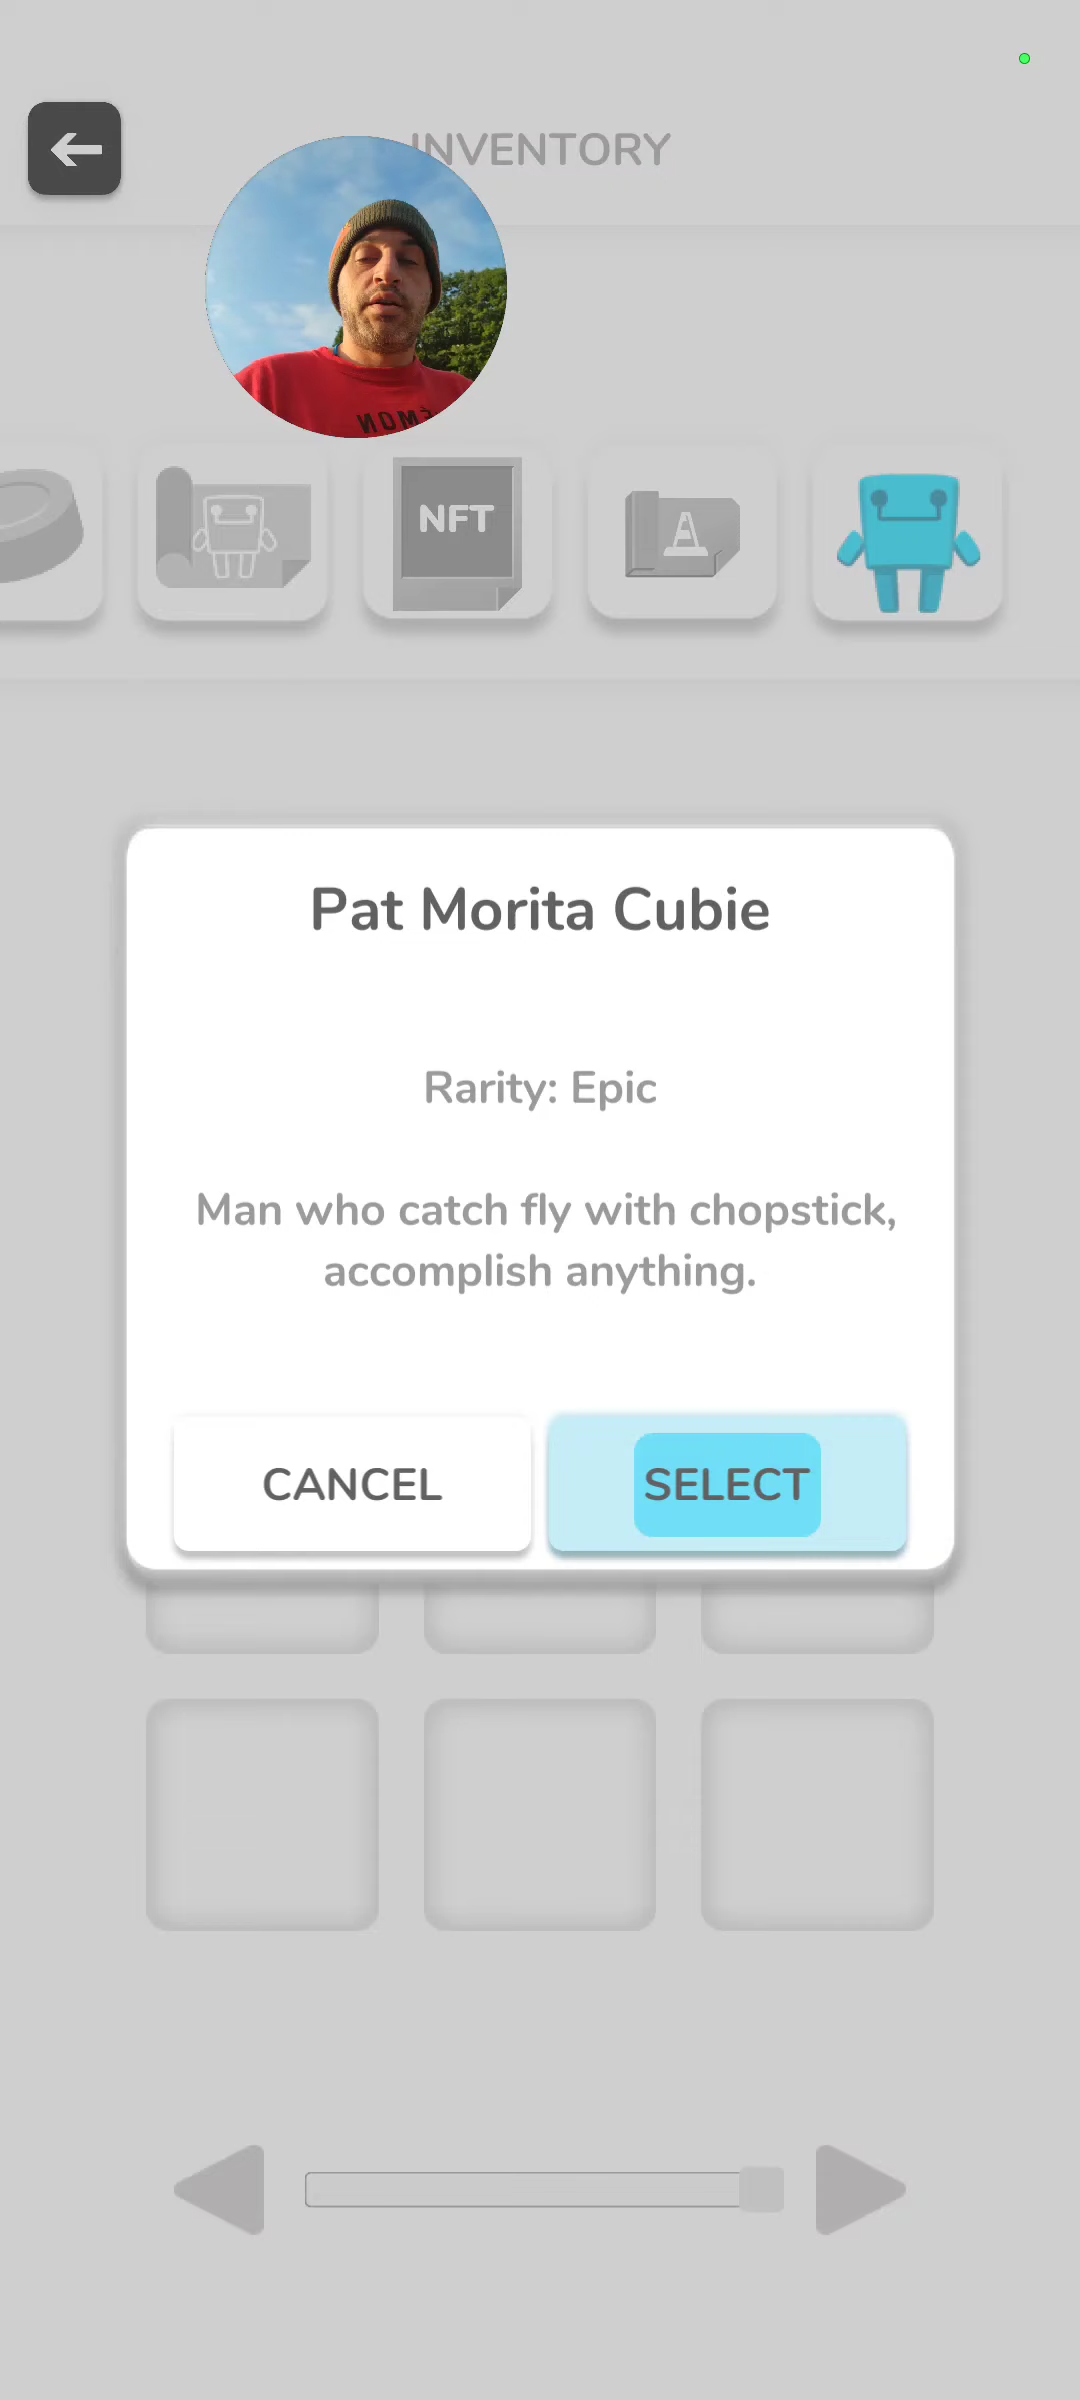 INVENTORY
NFT
Pat Morita Cubie
Rarity: Epic
Man who catch fly with chopstick,
accomplish anything.
CANCEL
SELECT